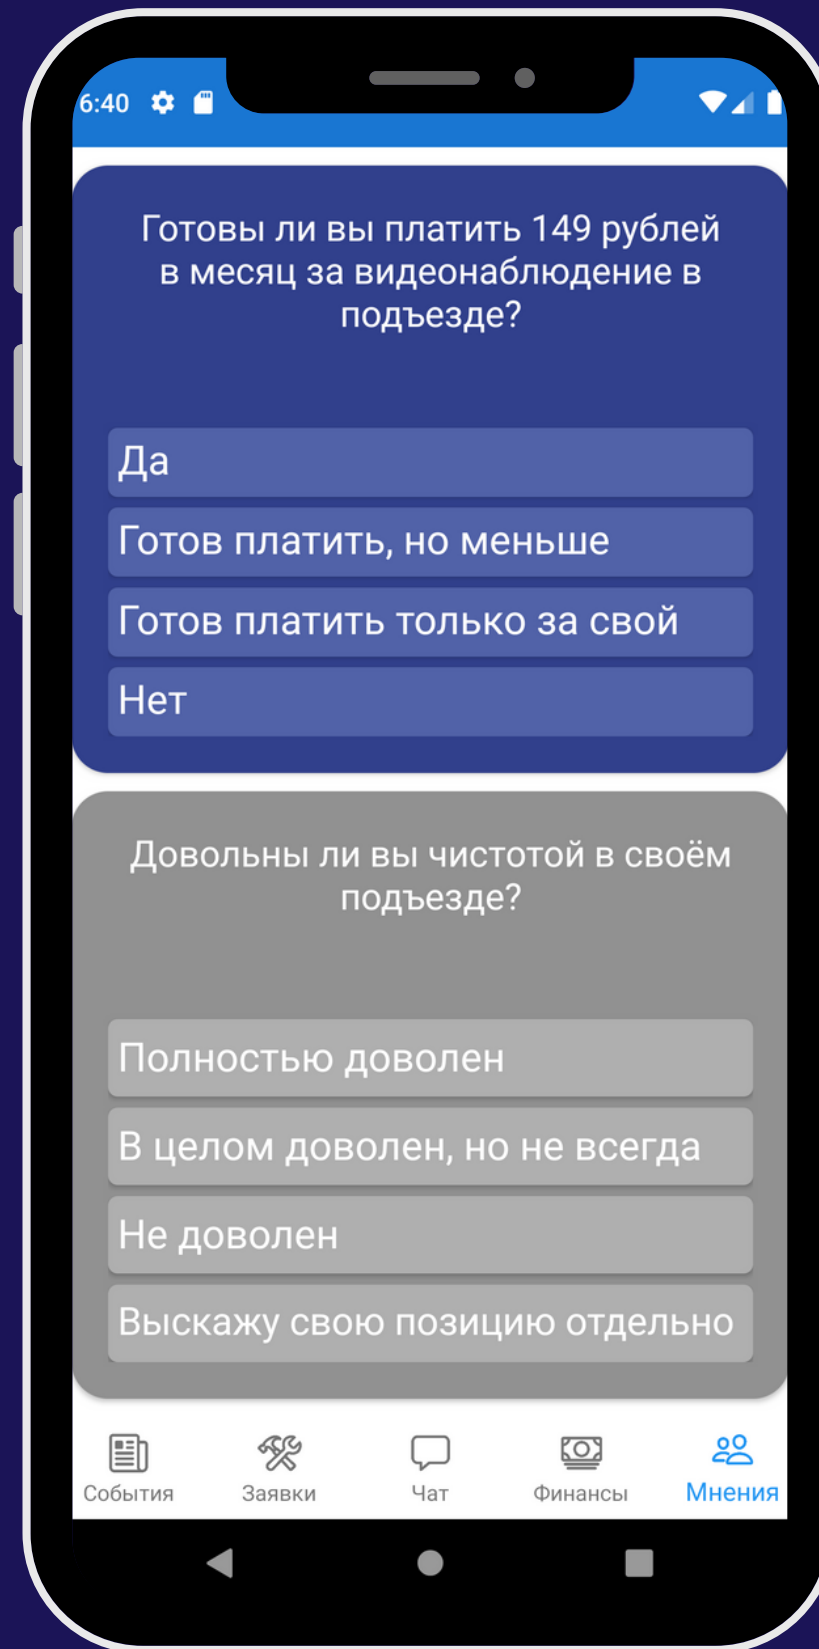 6:40
Готовы ли вы платить 149 рублей
в месяц за видеонаблюдение в
подъезде?
Да
Готов платить, но меньше
Готов платить только за свой
Нет
Довольны ли вы чистотой в своём
подъезде?
Полностью доволен
В целом доволен, но не всегда
Не доволен
Выскажу свою позицию отдельно
События
Заявки
Чат
Финансы
Мнения